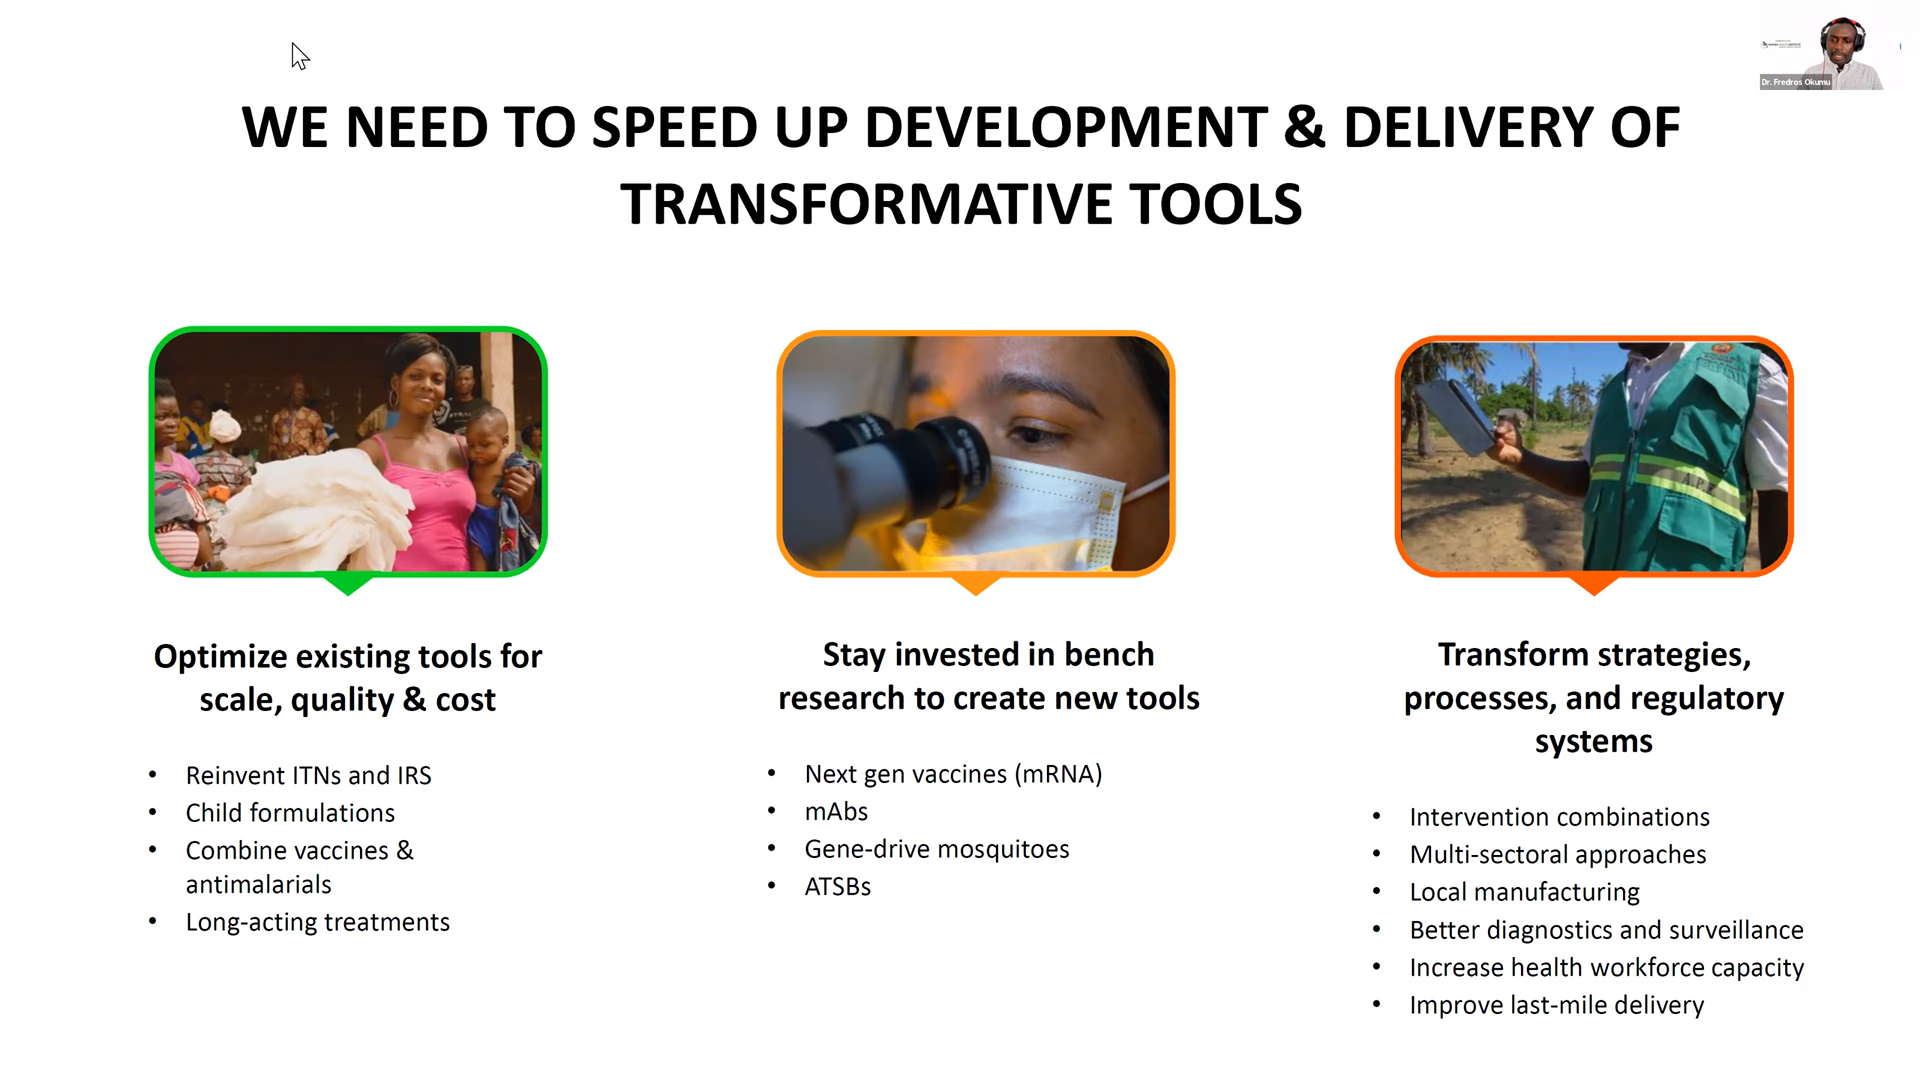 Dr. Fredros Okumu
WE NEED TO SPEED UP DEVELOPMENT & DELIVERY OF
TRANSFORMATIVE TOOLS
Optimize existing tools for
scale, quality & cost
• Reinvent ITNs and IRS
• Child formulations
• Combine vaccines &
antimalarials
• Long-acting treatments
Stay invested in bench
research to create new tools
• Next gen vaccines (mRNA)
• mAbs
• Gene-drive mosquitoes
• ATSBs
A.P.E
Transform strategies,
processes, and regulatory
systems
• Intervention combinations
• Multi-sectoral approaches
• Local manufacturing
• Better diagnostics and surveillance
• Increase health workforce capacity
• Improve last-mile delivery